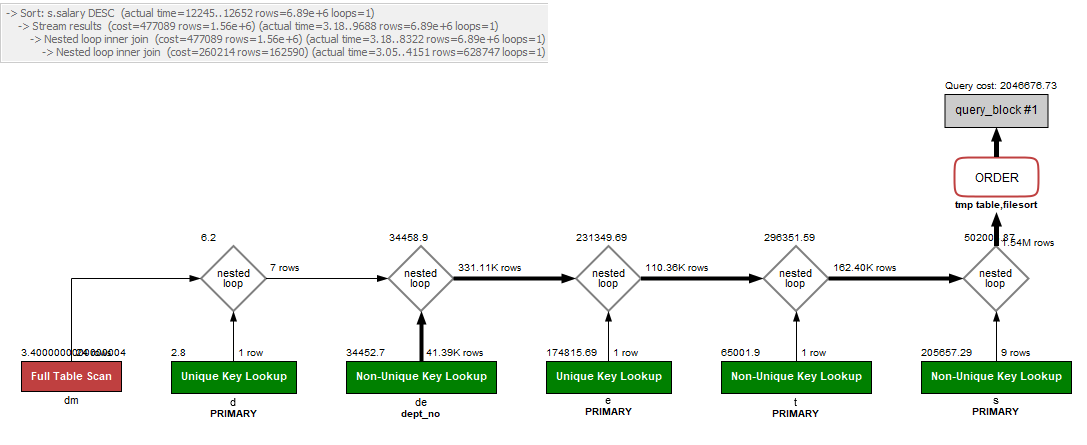 -> Sort: s.salary DESC  (actual time=12245..12652 rows=6.89e+6 loops=1)
-> Stream results  (cost=477089 rows=1.56e+6) (actual time=3.18..9688 rows=6.89e+6 loops=1)
-> Nested loop inner join  (cost=477089 rows=1.56e+6) (actual time=3.18..8322 rows=6.89e+6 loops=1)
-> Nested loop inner join  (cost=260214 rows=162590) (actual time=3.05..4151 rows=628747 loops=1)
Query cost: 2046676.73
query_block #1
ORDER
tmp table,filesort
6.2
34458.9
231349.69
296351.59
1.54M rows
nested loop
7 rows
nested loop
331.11K rows
nested loop
110.36K rows
nested loop
162.40K rows
nested loop
2.8
1 row
34452.7
41.39K rows
174815.69
1 row
65001.9
1 row
205657.29
9 rows
Full Table Scan
Unique Key Lookup
Non-Unique Key Lookup
Unique Key Lookup
Non-Unique Key Lookup
Non-Unique Key Lookup
dm
d
de
e
t
s
PRIMARY
dept_no
PRIMARY
PRIMARY
PRIMARY